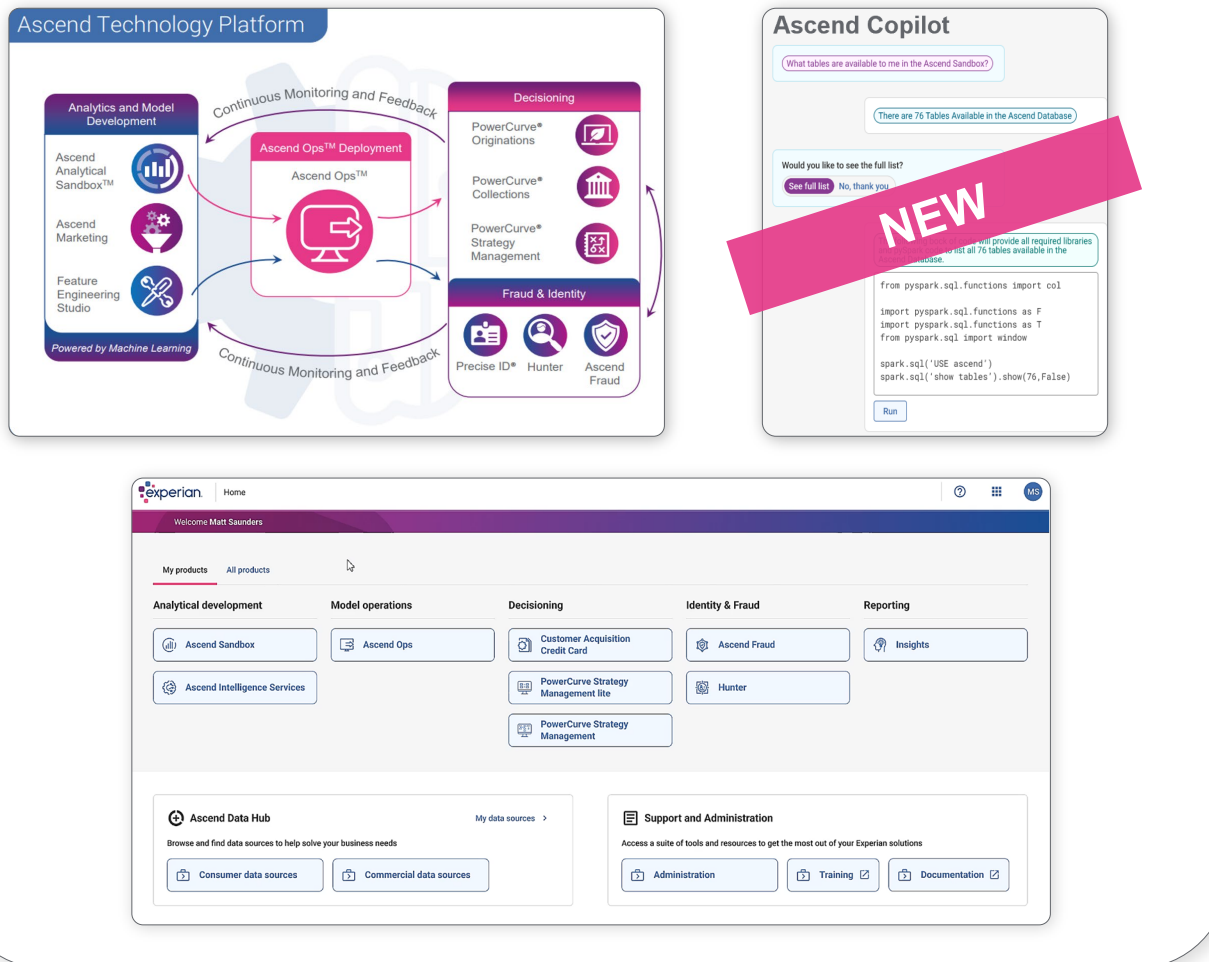 Ascend Technology Platform
Analytics and Model
Development
Ascend
Analytical
Sandbox™
Ascend
Marketing
Feature
Engineering
Studio
Powered by Machine Learning
Continuous Monitoring and Feedback
Ascend Ops™ Deployment
Ascend Ops™
Continuous Monitoring and Feedback
Decisioning
PowerCurve®
Originations
PowerCurve®
Collections
PowerCurve®
Strategy
Management
Fraud & Identity
Precise ID®
Hunter
Ascend
Fraud
Ascend Copilot
What tables are available to me in the Ascend Sandbox?
There are 76 Tables Available in the Ascend Database
Would you like to see the full list?
See full list No, thank you
NEW
will provide all required libraries
to list all 76 tables available in the
Ascend Database.
from pyspark.sql.functions import col
import pyspark.sql.functions as F
import pyspark.sql.functions as T
from pyspark.sql import window
spark.sql('USE ascend')
spark.sql('show tables').show(76,False)
Run
experian. Home
MS
Welcome Matt Saunders
My products All products
Analytical development Model operations Decisioning Identity & Fraud Reporting
Ascend Sandbox
Ascend Intelligence Services
Ascend Ops
Customer Acquisition
Credit Card
PowerCurve Strategy
Management lite
PowerCurve Strategy
Management
Ascend Fraud
Hunter
Insights
Ascend Data Hub My data sources >
Browse and find data sources to help solve your business needs
Consumer data sources Commercial data sources
Support and Administration
Access a suite of tools and resources to get the most out of your Experian solutions
Administration Training Documentation